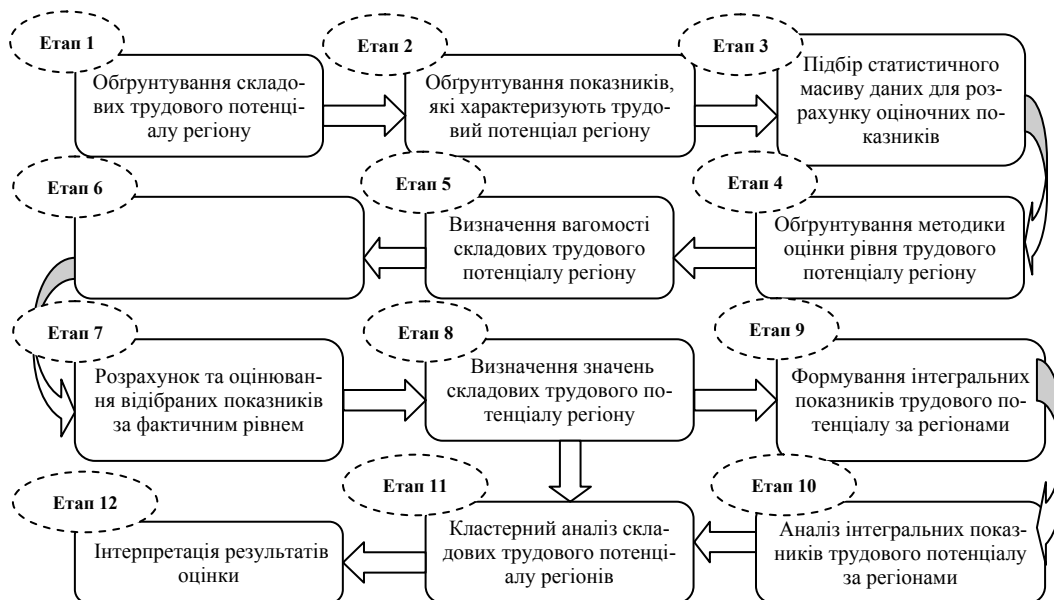 Етап 1
Обґрунтування складо-
вих трудового потенці-
алу регіону
Етап 2
Обґрунтування показників,
які характеризують трудо-
вий потенціал регіону
Етап 3
Підбір статистичного
масиву даних для роз-
рахунку оціночних по-
казників
Етап 4
Обґрунтування методики
оцінки рівня трудового
потенціалу регіону
Етап 5
Визначення вагомості
складових трудового
потенціалу регіону
Етап 6
Етап 7
Розрахунок та оцінюван-
ня відібраних показників
за фактичним рівнем
Етап 8
Визначення значень
складових трудового по-
тенціалу регіону
Етап 9
Формування інтегральних
показників трудового по-
тенціалу за регіонами
Етап 10
Аналіз інтегральних показ-
ників трудового потенціалу
за регіонами
Етап 11
Кластерний аналіз скла-
дових трудового потенці-
алу регіонів
Етап 12
Інтерпретація результатів
оцінки